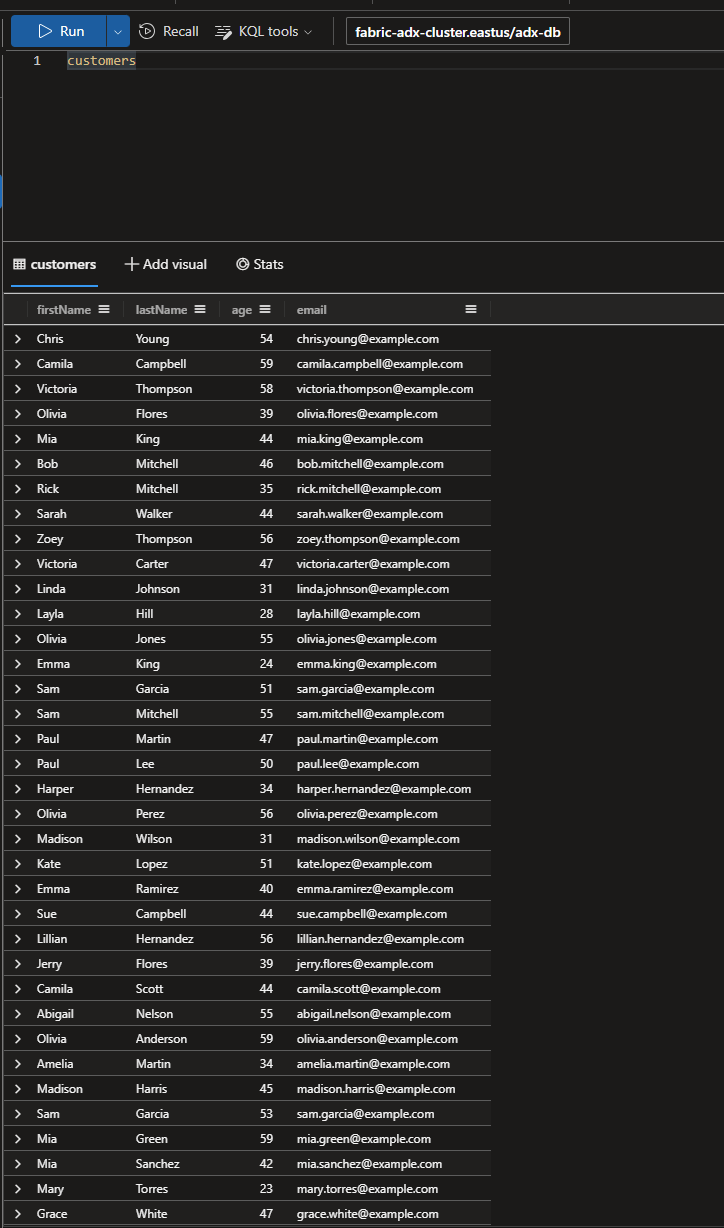 Run Recall KQL tools fabric-adx-cluster.eastus/adx-db
1 customers
customers Add visual Stats
firstName lastName age email
Chris Young 54 chris.young@example.com
Camila Campbell 59 camila.campbell@example.com
Victoria Thompson 58 victoria.thompson@example.com
Olivia Flores 39 olivia.flores@example.com
Mia King 44 mia.king@example.com
Bob Mitchell 46 bob.mitchell@example.com
Rick Mitchell 35 rick.mitchell@example.com
Sarah Walker 44 sarah.walker@example.com
Zoey Thompson 56 zoey.thompson@example.com
Victoria Carter 47 victoria.carter@example.com
Linda Johnson 31 linda.johnson@example.com
Layla Hill 28 layla.hill@example.com
Olivia Jones 55 olivia.jones@example.com
Emma King 24 emma.king@example.com
Sam Garcia 51 sam.garcia@example.com
Sam Mitchell 55 sam.mitchell@example.com
Paul Martin 47 paul.martin@example.com
Paul Lee 50 paul.lee@example.com
Harper Hernandez 34 harper.hernandez@example.com
Olivia Perez 56 olivia.perez@example.com
Madison Wilson 31 madison.wilson@example.com
Kate Lopez 51 kate.lopez@example.com
Emma Ramirez 40 emma.ramirez@example.com
Sue Campbell 44 sue.campbell@example.com
Lillian Hernandez 56 lillian.hernandez@example.com
Jerry Flores 39 jerry.flores@example.com
Camila Scott 44 camila.scott@example.com
Abigail Nelson 55 abigail.nelson@example.com
Olivia Anderson 59 olivia.anderson@example.com
Amelia Martin 34 amelia.martin@example.com
Madison Harris 45 madison.harris@example.com
Sam Garcia 53 sam.garcia@example.com
Mia Green 59 mia.green@example.com
Mia Sanchez 42 mia.sanchez@example.com
Mary Torres 23 mary.torres@example.com
Grace White 47 grace.white@example.com